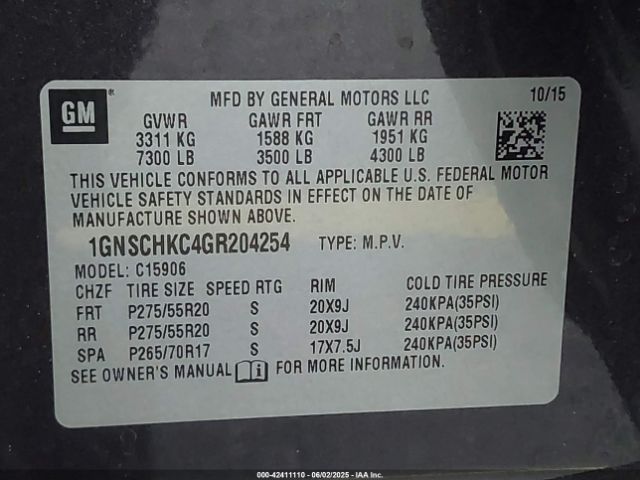 GM ®
MFD BY GENERAL MOTORS LLC 10/15
GVWR GAWR FRT GAWR RR
3311 KG 1588 KG 1951 KG
7300 LB 3500 LB 4300 LB
THIS VEHICLE CONFORMS TO ALL APPLICABLE U.S. FEDERAL MOTOR
VEHICLE SAFETY STANDARDS IN EFFECT ON THE DATE OF
MANUFACTURE SHOWN ABOVE.
1GNSCHKC4GR204254 TYPE: M.P.V.
MODEL: C15906
CHZF TIRE SIZE SPEED RTG RIM COLD TIRE PRESSURE
FRT P275/55R20 S 20X9J 240KPA(35PSI)
RR P275/55R20 S 20X9J 240KPA(35PSI)
SPA P265/70R17 S 17X7.5J 240KPA(35PSI)
SEE OWNER'S MANUAL i FOR MORE INFORMATION.
000-42411110 - 06/02/2025 - IAA Inc.